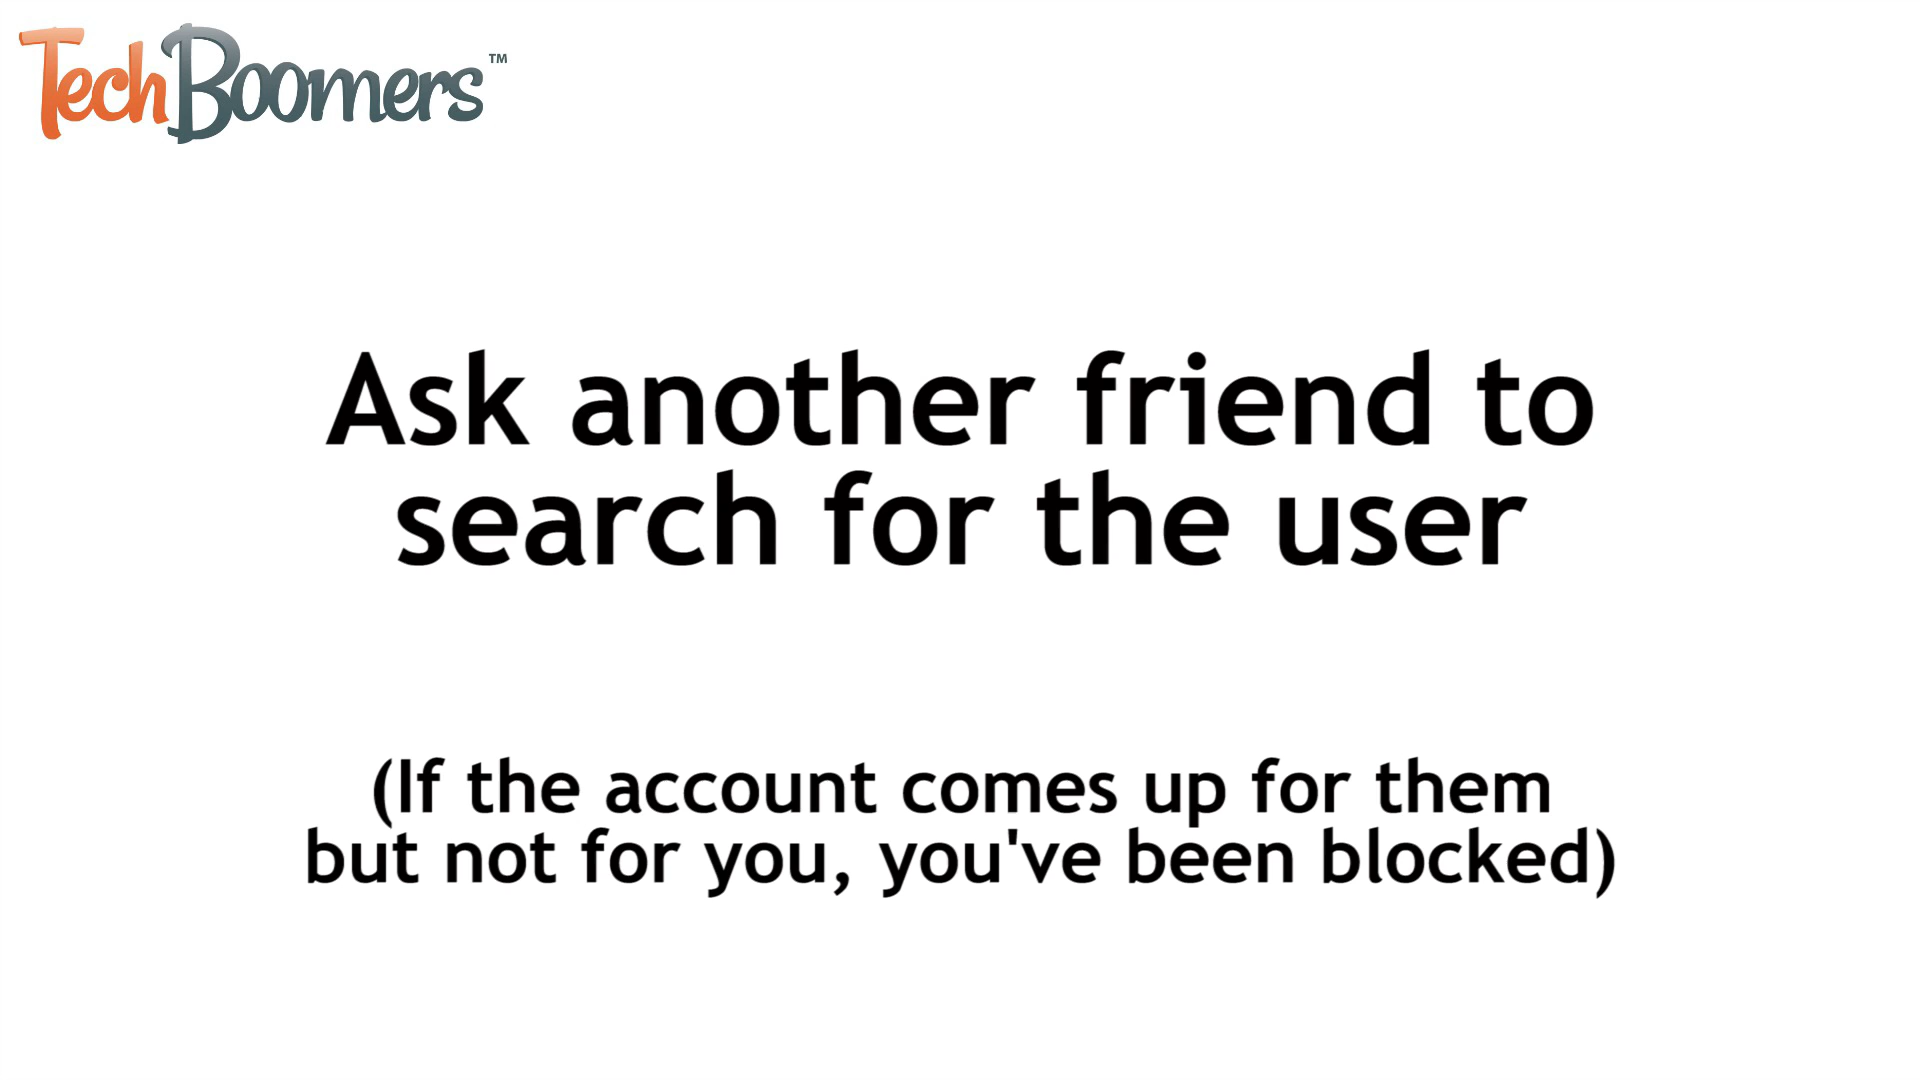 TechBoomers™
Ask another friend to
search for the user
(If the account comes up for them
but not for you, you've been blocked)